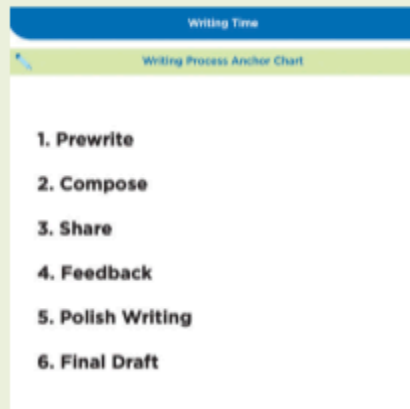 Writing Time
Writing Process Anchor Chart
1. Prewrite
2. Compose
3. Share
4. Feedback
5. Polish Writing
6. Final Draft